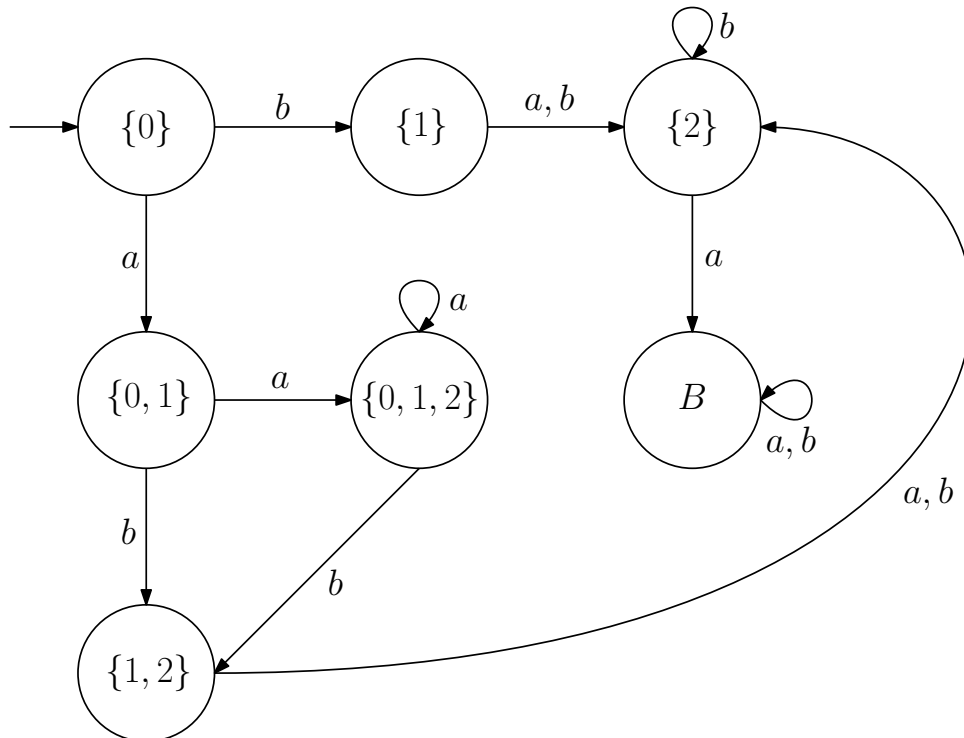 b
{0}
b
{1}
a, b
{2}
a
a
a
{0, 1}
a
{0, 1, 2}
B
a, b
a, b
b
b
{1, 2}